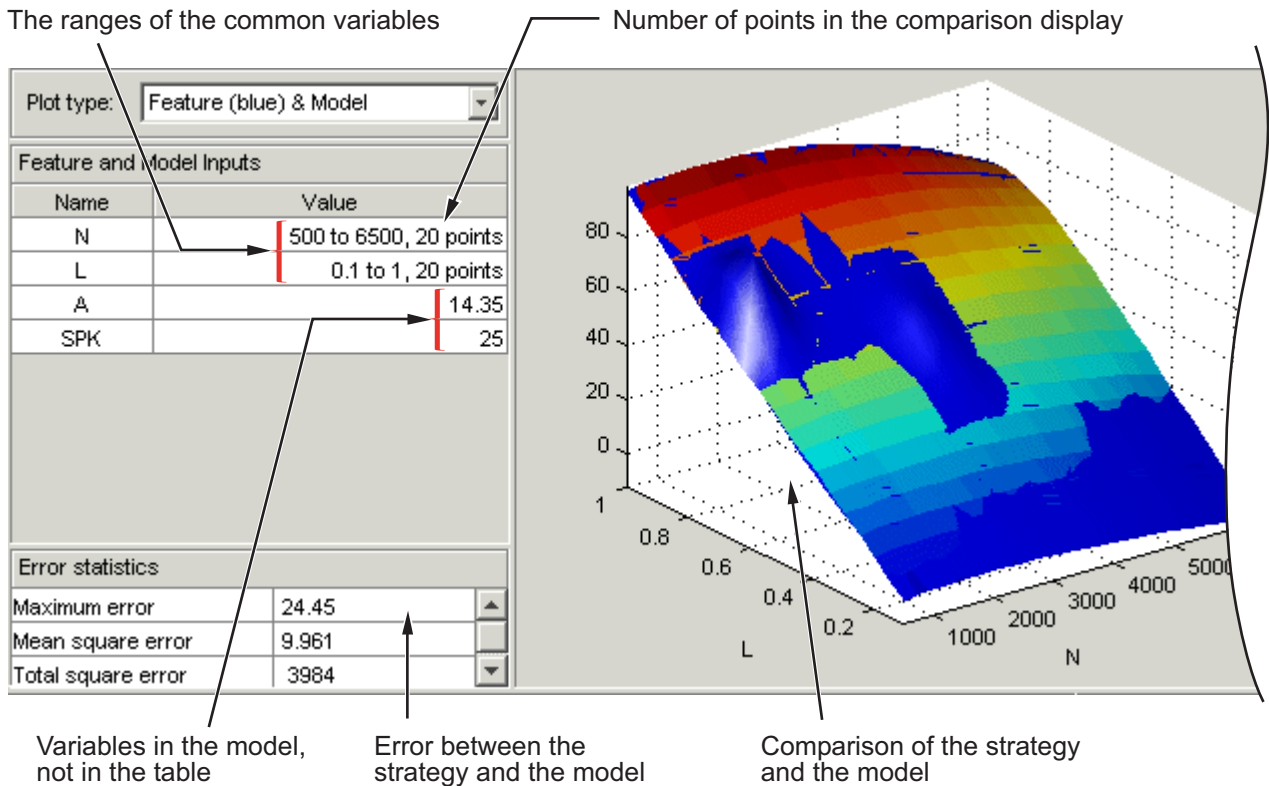 The ranges of the common variables
Number of points in the comparison display
Plot type: Feature (blue) & Model
Feature and Model Inputs
Name Value
N 500 to 6500, 20 points
L 0.1 to 1, 20 points
A 14.35
SPK 25
Error statistics
Maximum error 24.45
Mean square error 9.961
Total square error 3984
80
60
40
20
0
1
0.8
0.6
0.4
0.2
L
1000
2000
3000
4000
5000
N
Variables in the model,
not in the table
Error between the
strategy and the model
Comparison of the strategy
and the model